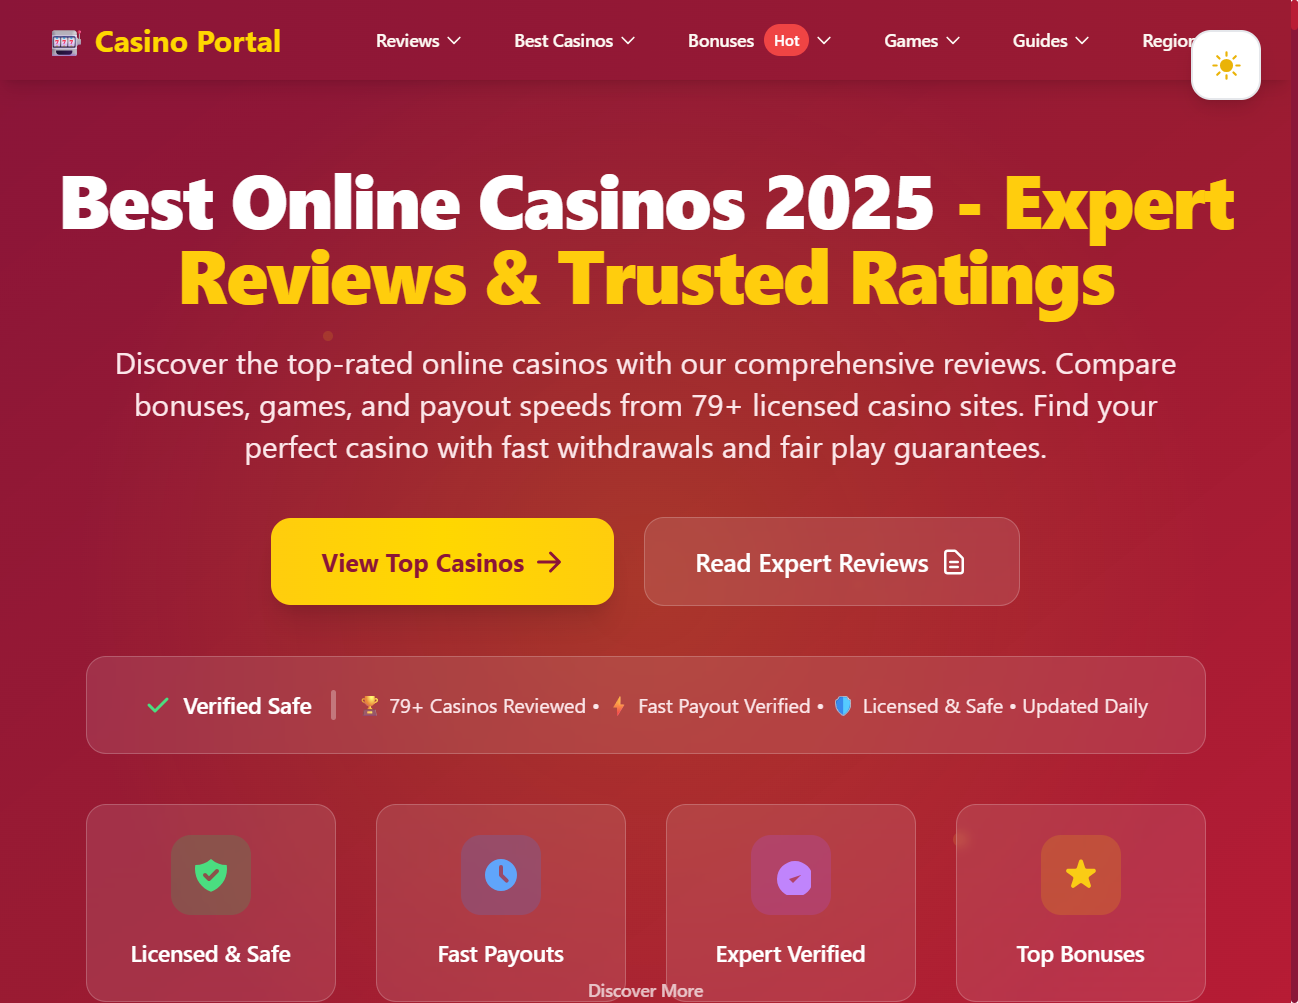 Casino Portal
Reviews
Best Casinos
Bonuses
Hot
Games
Guides
Region
Best Online Casinos 2025 - Expert
Reviews & Trusted Ratings
Discover the top-rated online casinos with our comprehensive reviews. Compare
bonuses, games, and payout speeds from 79+ licensed casino sites. Find your
perfect casino with fast withdrawals and fair play guarantees.
View Top Casinos →
Read Expert Reviews
Verified Safe
79+ Casinos Reviewed • Fast Payout Verified • Licensed & Safe • Updated Daily
Licensed & Safe
Fast Payouts
Expert Verified
Top Bonuses
Discover More